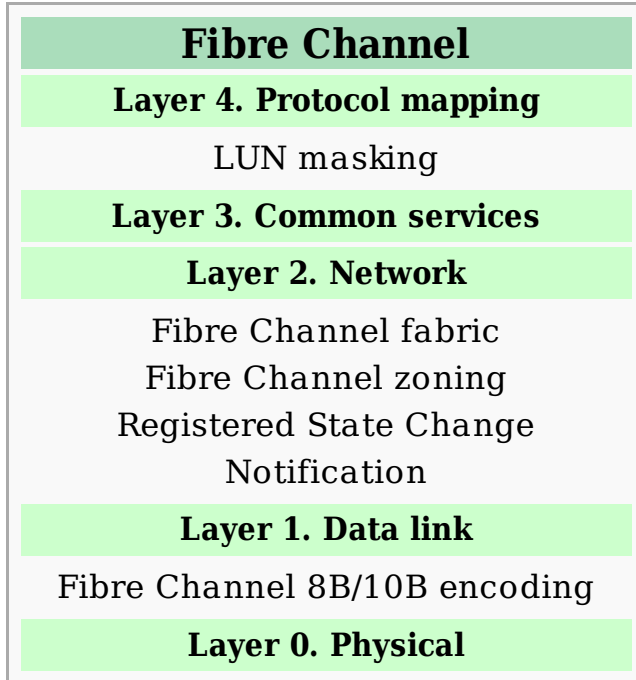 Fibre Channel
Layer 4. Protocol mapping
LUN masking
Layer 3. Common services
Layer 2. Network
Fibre Channel fabric
Fibre Channel zoning
Registered State Change
Notification
Layer 1. Data link
Fibre Channel 8B/10B encoding
Layer 0. Physical